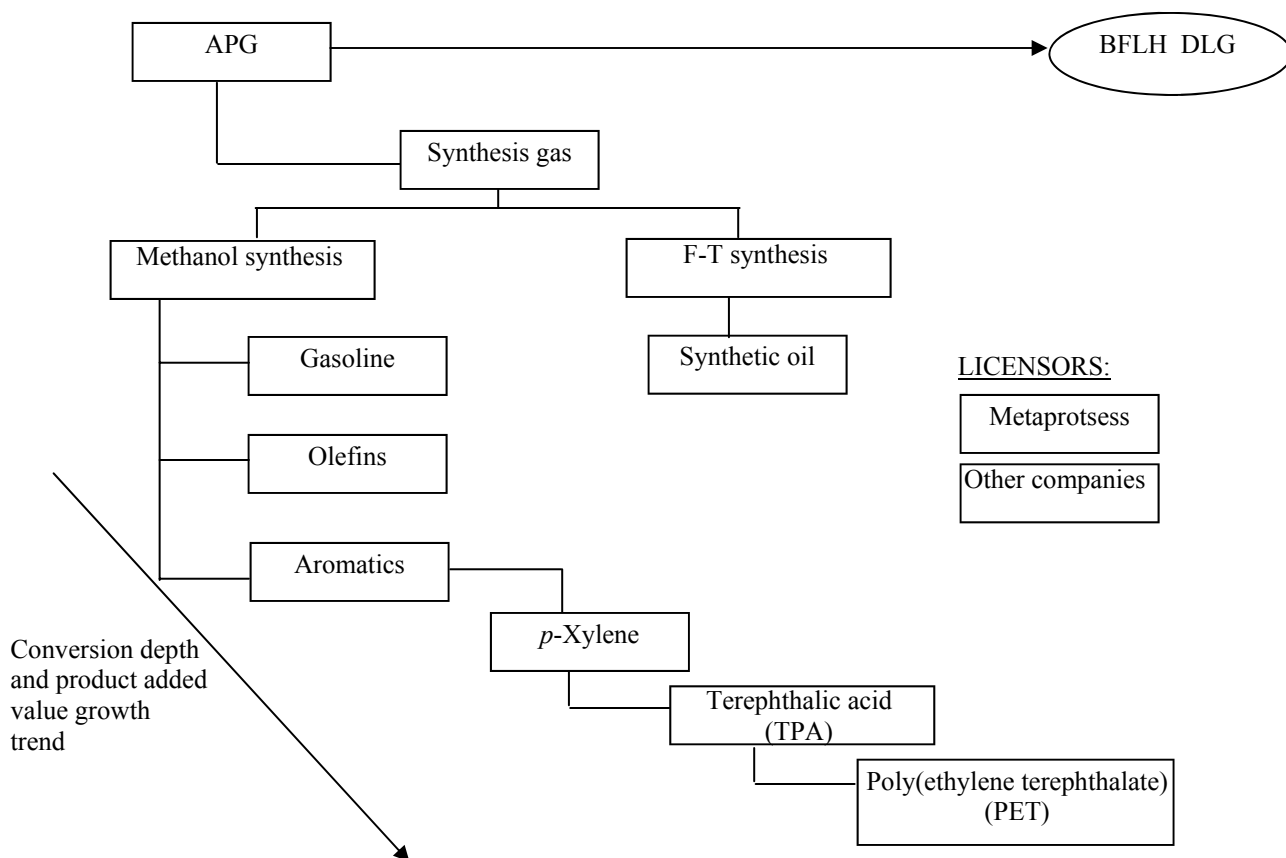 APG
BFLH DLG
Synthesis gas
Methanol synthesis
F-T synthesis
Gasoline
Synthetic oil
LICENSORS:
Metaprotsess
Olefins
Other companies
Aromatics
p-Xylene
Conversion depth
and product added
value growth
trend
Terephthalic acid
(TPA)
Poly(ethylene terephthalate)
(PET)